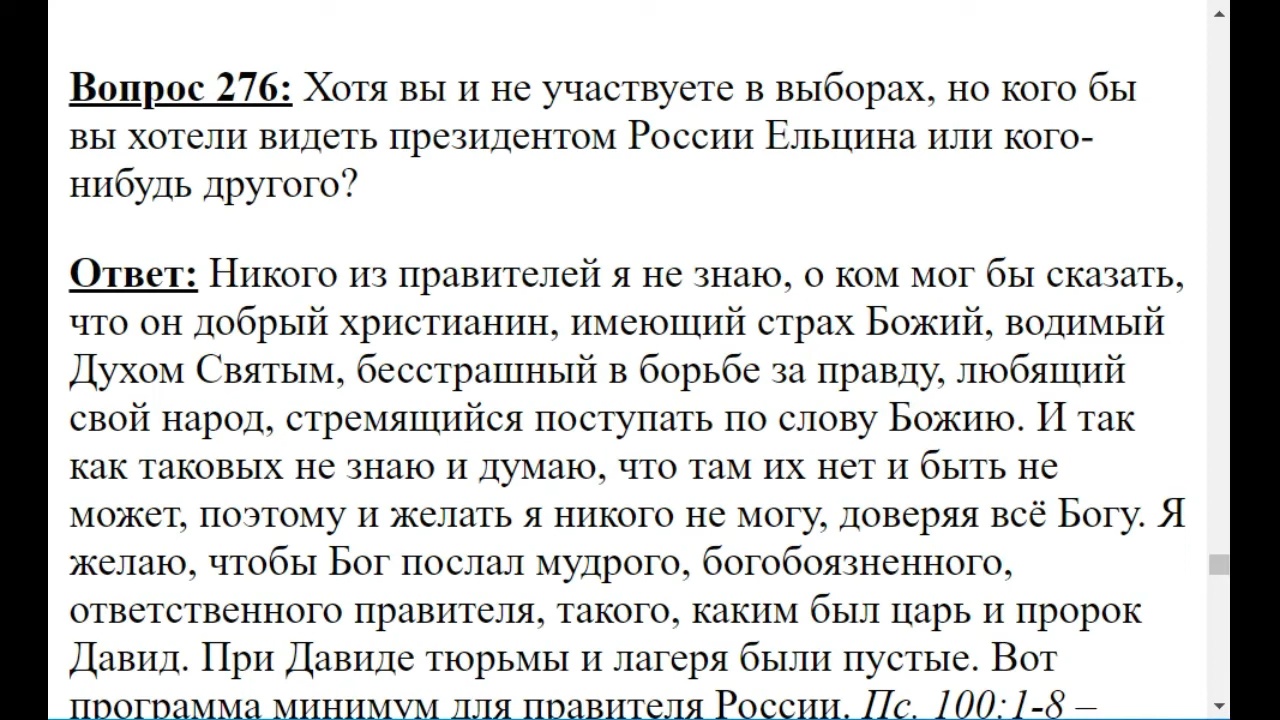 Вопрос 276: Хотя вы и не участвуете в выборах, но кого бы
вы хотели видеть президентом России Ельцина или кого-
нибудь другого?
Ответ: Никого из правителей я не знаю, о ком мог бы сказать,
что он добрый христианин, имеющий страх Божий, водимый
Духом Святым, бесстрашный в борьбе за правду, любящий
свой народ, стремящийся поступать по слову Божию. И так
как таковых не знаю и думаю, что там их нет и быть не
может, поэтому и желать я никого не могу, доверяя всё Богу. Я
желаю, чтобы Бог послал мудрого, богобоязненного,
ответственного правителя, такого, каким был царь и пророк
Давид. При Давиде тюрьмы и лагеря были пустые. Вот
программа минимум для правителя России. Пс. 100:1-8 –